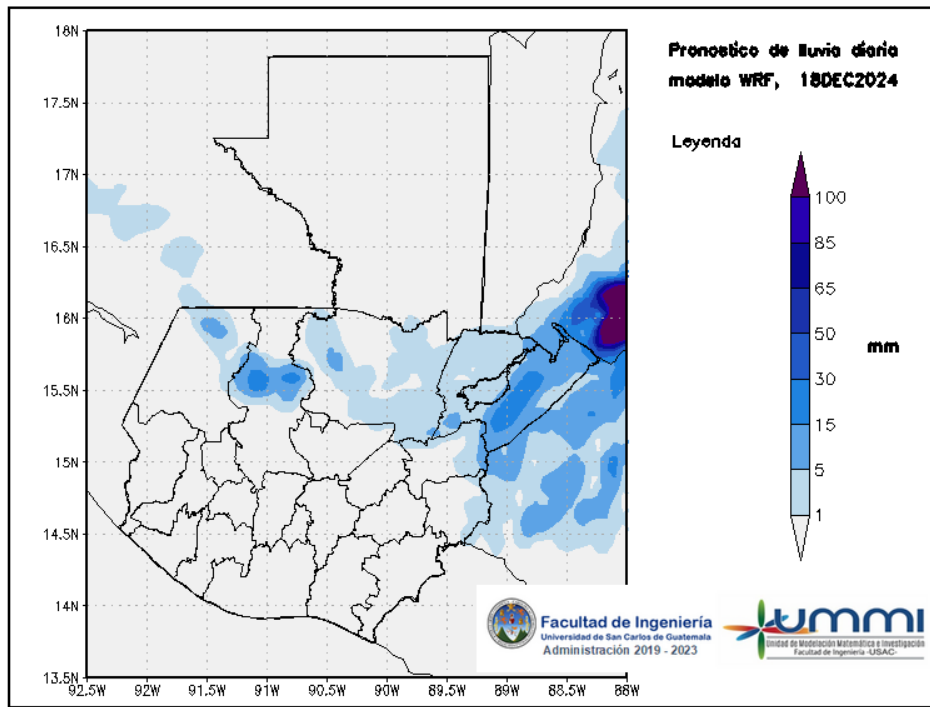 18N
17.5N
17N
16.5N
16N
15.5N
15N
14.5N
14N
13.5N
92.5W
92W
91.5W
91W
90.5W
90W
89.5W
89W
88.5W
88W
Pronostico de lluvia diaria
modelo WRF, 18DEC2024
Leyenda
100
85
65
50
30
15
5
1
mm
Facultad de Ingeniería
Universidad de San Carlos de Guatemala
Administración 2019 - 2023
ummi
Unidad de Modelación Matemática e Investigación
Facultad de Ingeniería -USAC-